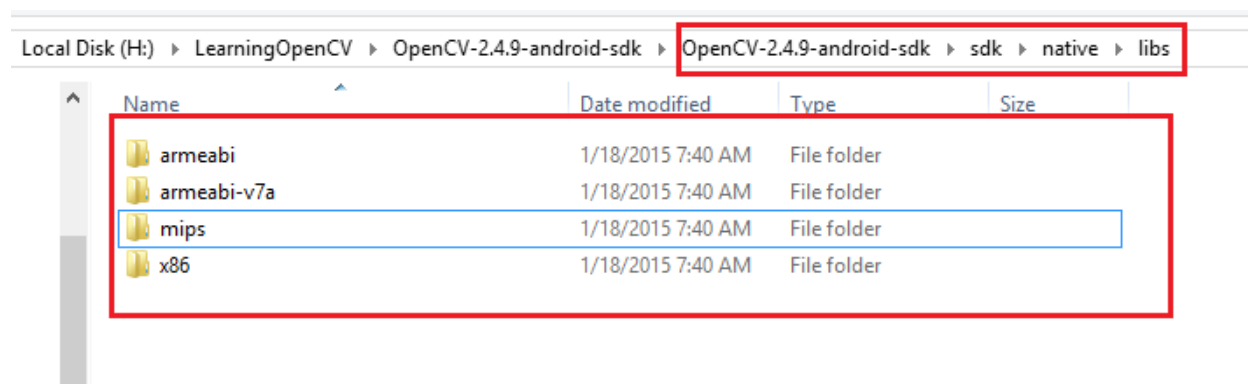 Local Disk (H:) ▸ LearningOpenCV ▸ OpenCV-2.4.9-android-sdk ▸ OpenCV-2.4.9-android-sdk ▸ sdk ▸ native ▸ libs
Name Date modified Type Size
armeabi 1/18/2015 7:40 AM File folder
armeabi-v7a 1/18/2015 7:40 AM File folder
mips 1/18/2015 7:40 AM File folder
x86 1/18/2015 7:40 AM File folder